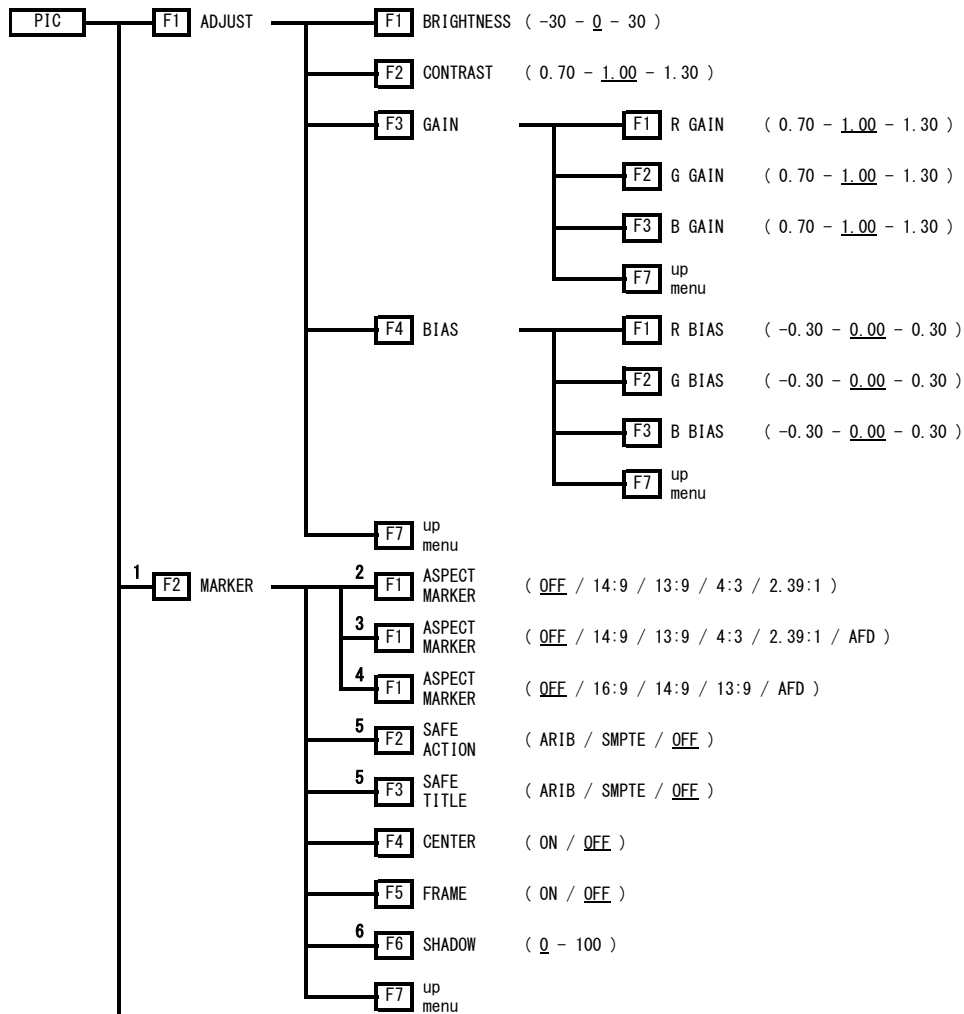 PIC F1 ADJUST F1 BRIGHTNESS ( -30 - 0 - 30 )
F2 CONTRAST ( 0.70 - 1.00 - 1.30 )
F3 GAIN F1 R GAIN ( 0.70 - 1.00 - 1.30 )
F2 G GAIN ( 0.70 - 1.00 - 1.30 )
F3 B GAIN ( 0.70 - 1.00 - 1.30 )
F7 up
menu
F4 BIAS F1 R BIAS ( -0.30 - 0.00 - 0.30 )
F2 G BIAS ( -0.30 - 0.00 - 0.30 )
F3 B BIAS ( -0.30 - 0.00 - 0.30 )
F7 up
menu
F7 up
menu
1 F2 MARKER 2 F1 ASPECT
MARKER ( OFF / 14:9 / 13:9 / 4:3 / 2.39:1 )
3 F1 ASPECT
MARKER ( OFF / 14:9 / 13:9 / 4:3 / 2.39:1 / AFD )
4 F1 ASPECT
MARKER ( OFF / 16:9 / 14:9 / 13:9 / AFD )
5 F2 SAFE
ACTION ( ARIB / SMPTE / OFF )
5 F3 SAFE
TITLE ( ARIB / SMPTE / OFF )
F4 CENTER ( ON / OFF )
F5 FRAME ( ON / OFF )
6 F6 SHADOW ( 0 - 100 )
F7 up
menu